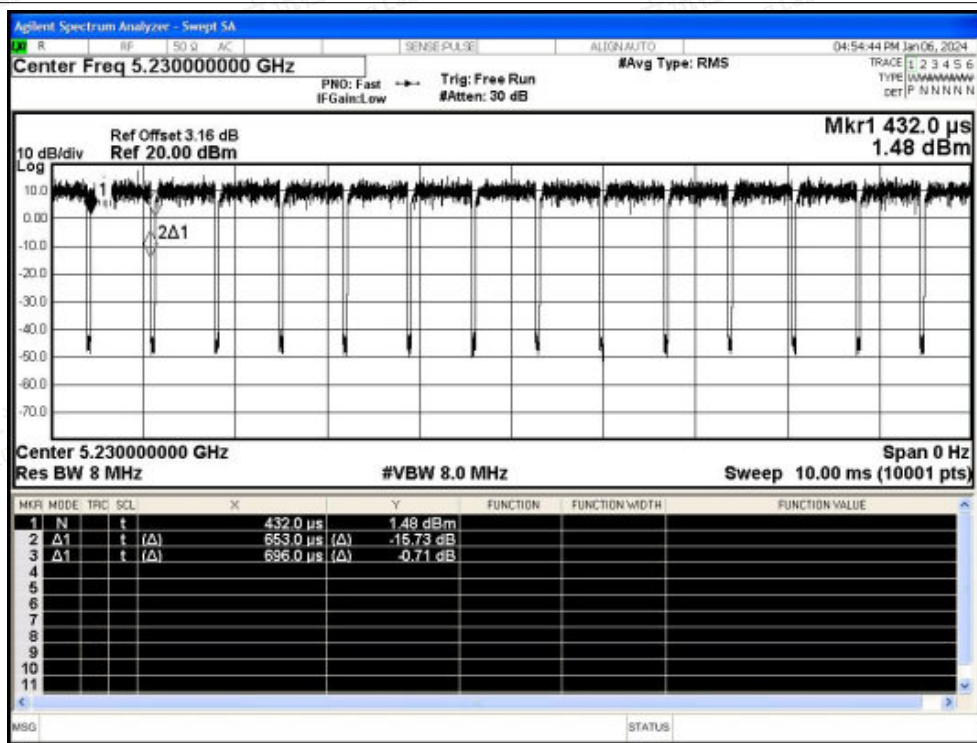 Agilent Spectrum Analyzer - Swept SA
LXI R RF 50 Ω AC SENSE:PULSE ALIGN AUTO 04:54:44 PM Jan 06, 2024
Center Freq 5.230000000 GHz #Avg Type: RMS TRACE 1 2 3 4 5 6
PNO: Fast Trig: Free Run TYPE
IFGain:Low #Atten: 30 dB DET P N N N N N
Mkr1 432.0 µs
1.48 dBm
Ref Offset 3.16 dB
10 dB/div Ref 20.00 dBm
Log
10.0
0.00
-10.0
-20.0
-30.0
-40.0
-50.0
-60.0
-70.0
1
2Δ1
Center 5.230000000 GHz Span 0 Hz
Res BW 8 MHz #VBW 8.0 MHz Sweep 10.00 ms (10001 pts)
MKR MODE TRC SCL X Y FUNCTION FUNCTION WIDTH FUNCTION VALUE
1 N t 432.0 µs 1.48 dBm
2 Δ1 t (Δ) 653.0 µs (Δ) -15.73 dB
3 Δ1 t (Δ) 696.0 µs (Δ) -0.71 dB
4
5
6
7
8
9
10
11
MSG STATUS